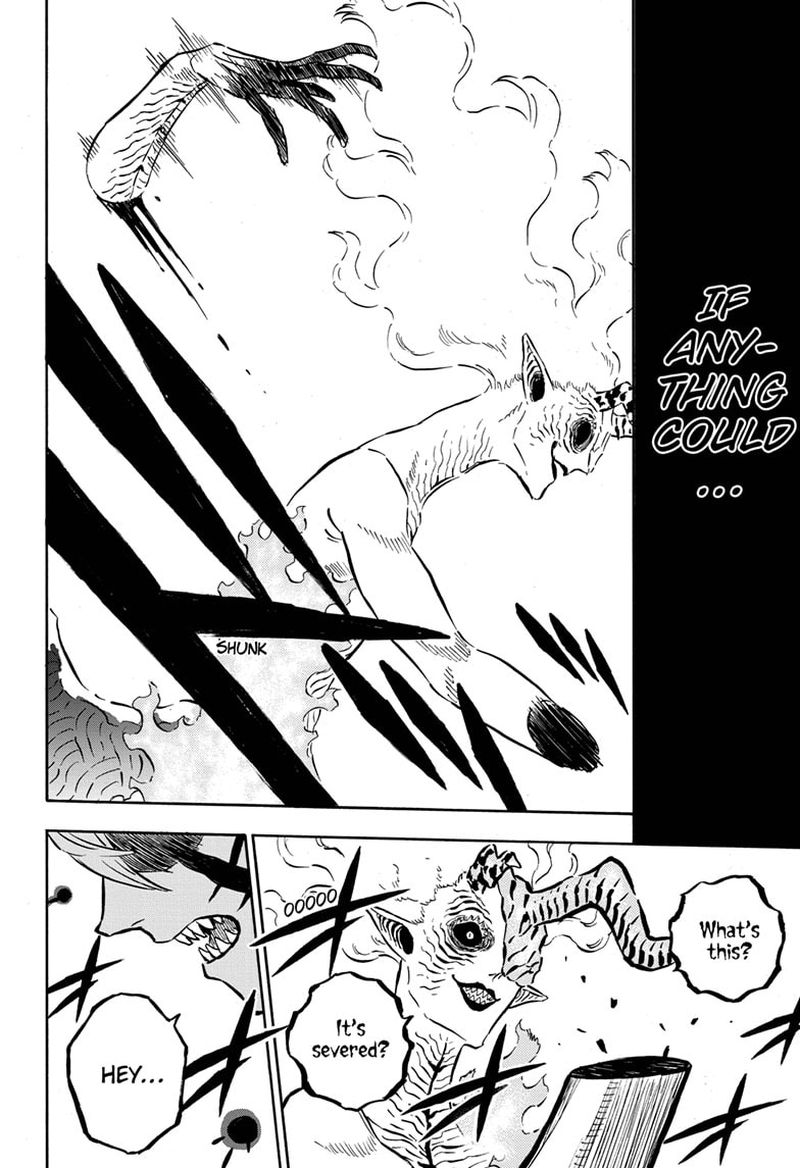 IF
ANY-
THING
COULD
...
SHUNK
What's
this?
OOOOO
It's
severed?
HEY...